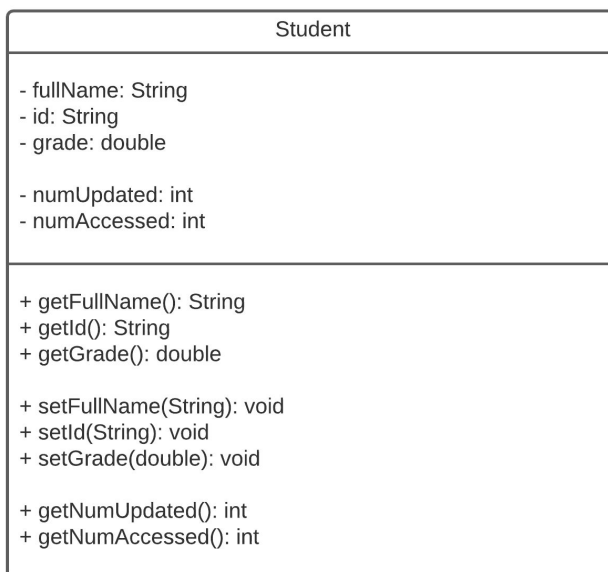 Student
- fullName: String
- id: String
- grade: double
- numUpdated: int
- numAccessed: int
+ getFullName(): String
+ getId(): String
+ getGrade(): double
+ setFullName(String): void
+ setId(String): void
+ setGrade(double): void
+ getNumUpdated(): int
+ getNumAccessed(): int